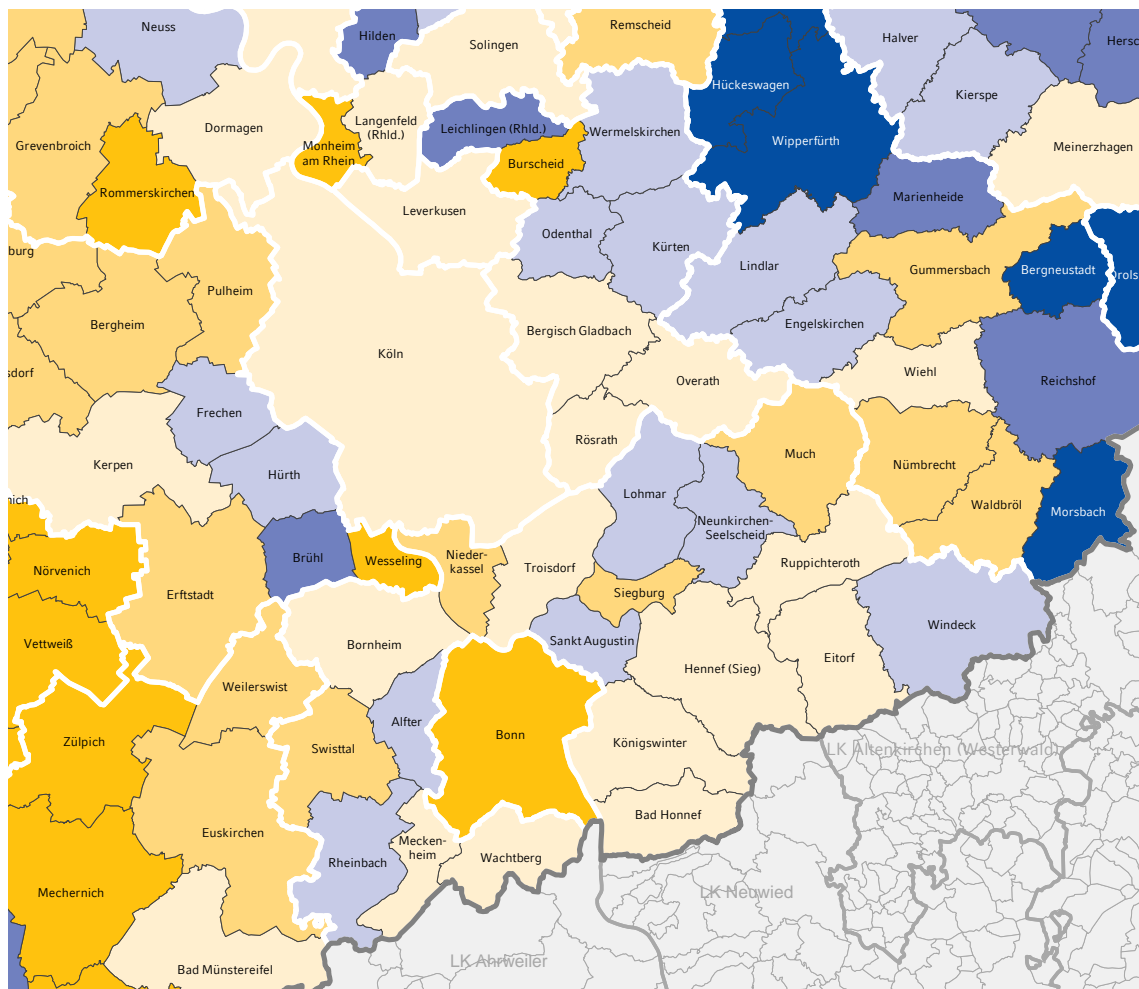 Neuss
Hilden
Solingen
Remscheid
Halver
Hersc
Hückeswagen
Kierspe
Dormagen
Langenfeld
(Rhld.)
Leichlingen (Rhld.)
Wermelskirchen
Wipperfürth
Meinerzhagen
Grevenbroich
Monheim
am Rhein
Burscheid
Rommerskirchen
Marienheide
Leverkusen
Odenthal
Kürten
burg
Lindlar
Gummersbach
Bergneustadt
Drols
Pulheim
Bergheim
Bergisch Gladbach
Engelskirchen
Köln
sdorf
Overath
Wiehl
Reichshof
Frechen
Rösrath
Kerpen
Hürth
Much
Nümbrecht
Lohmar
nich
Waldbröl
Morsbach
Neunkirchen-
Seelscheid
Brühl
Wesseling
Nieder-
kassel
Troisdorf
Ruppichteroth
Nörvenich
Erftstadt
Siegburg
Windeck
Vettweiß
Bornheim
Sankt Augustin
Hennef (Sieg)
Eitorf
Weilerswist
Alfter
Zülpich
Swisttal
Bonn
Königswinter
LK Altenkirchen (Westerwald)
Bad Honnef
Euskirchen
Mecken-
heim
Rheinbach
Wachtberg
Mechernich
LK Neuwied
LK Ahrweiler
Bad Münstereifel